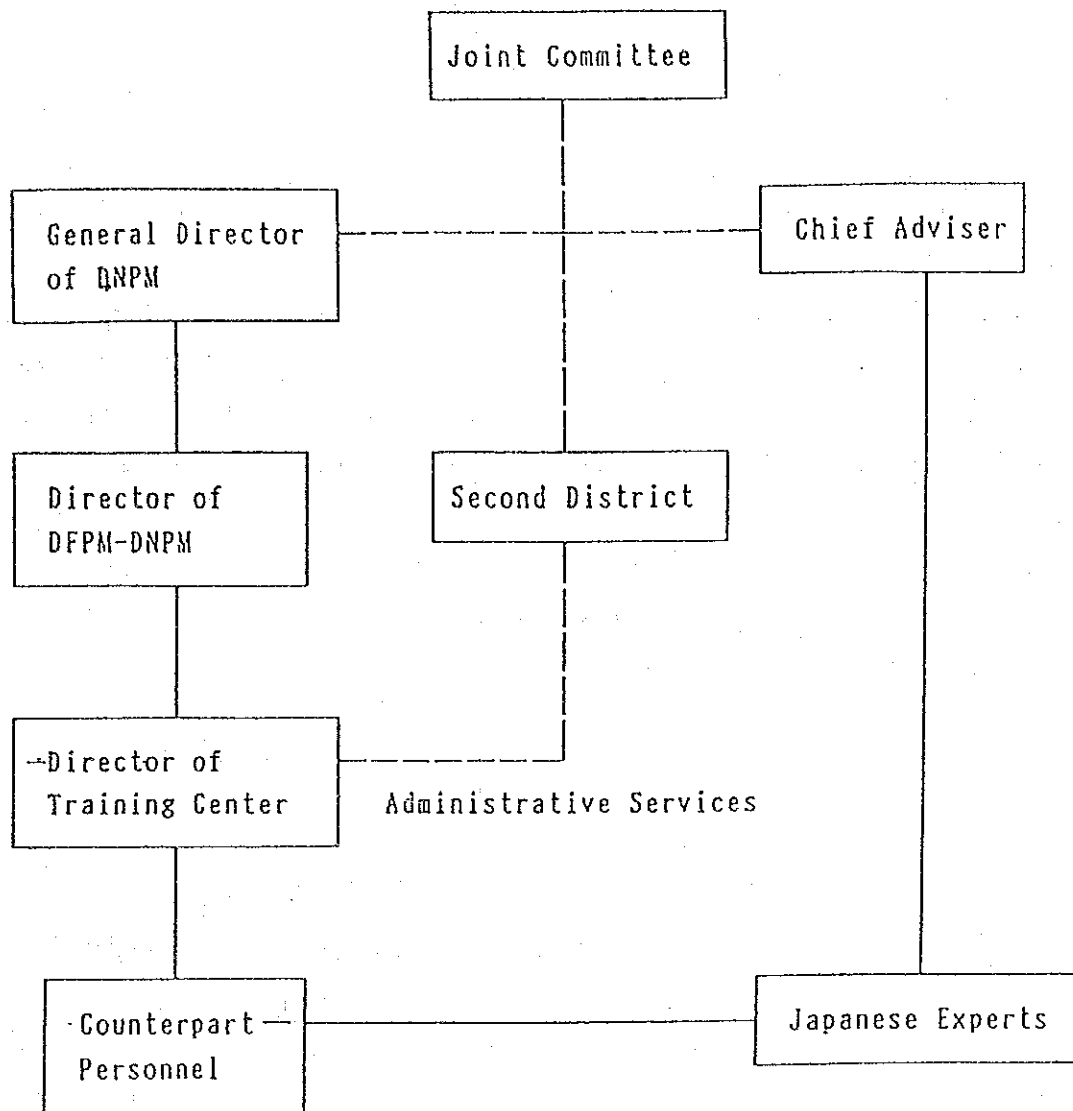 Joint Committee
General Director
of DNPM
Chief Adviser
Director of
DFPM-DNPM
Second District
Director of
Training Center
Administrative Services
Counterpart
Personnel
Japanese Experts